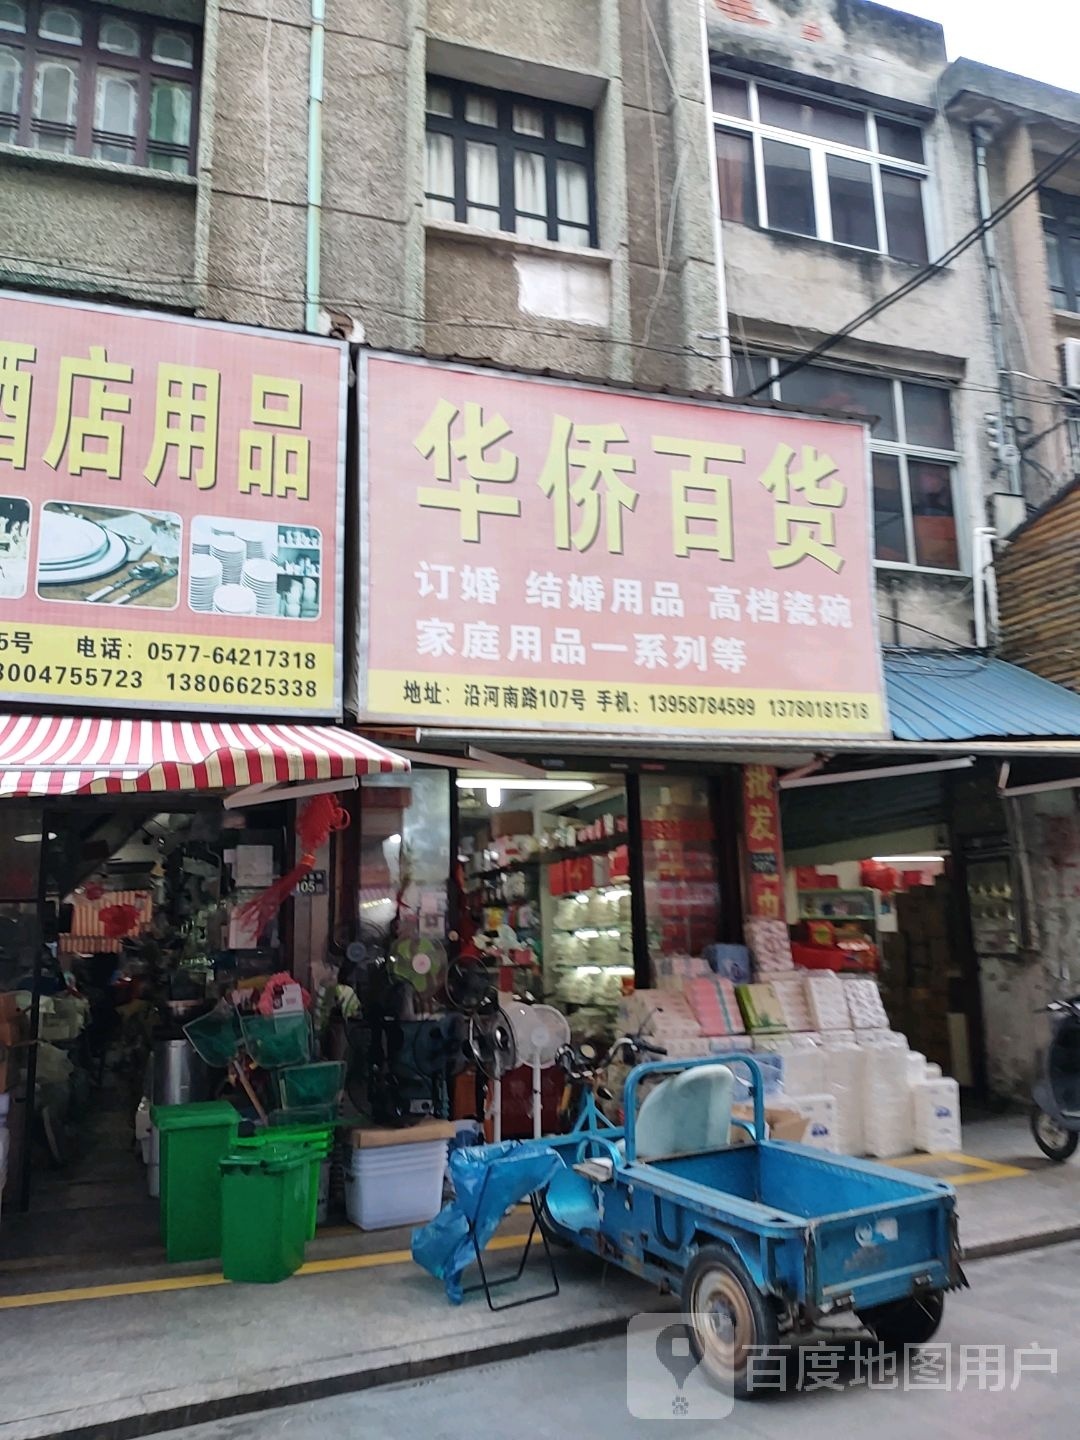 酒店用品
5号 电话：0577-64217318
13806625338
华侨百货
订婚 结婚用品 高档瓷碗
家庭用品一系列等
地址：沿河南路107号 手机：13958784599 13780181518
批发
105
百度地图用户